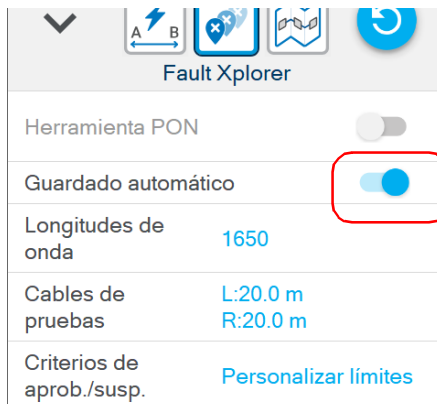 A B
Fault Xplorer
Herramienta PON
Guardado automático
Longitudes de
onda
1650
Cables de
pruebas
L:20.0 m
R:20.0 m
Criterios de
aprob./susp.
Personalizar límites